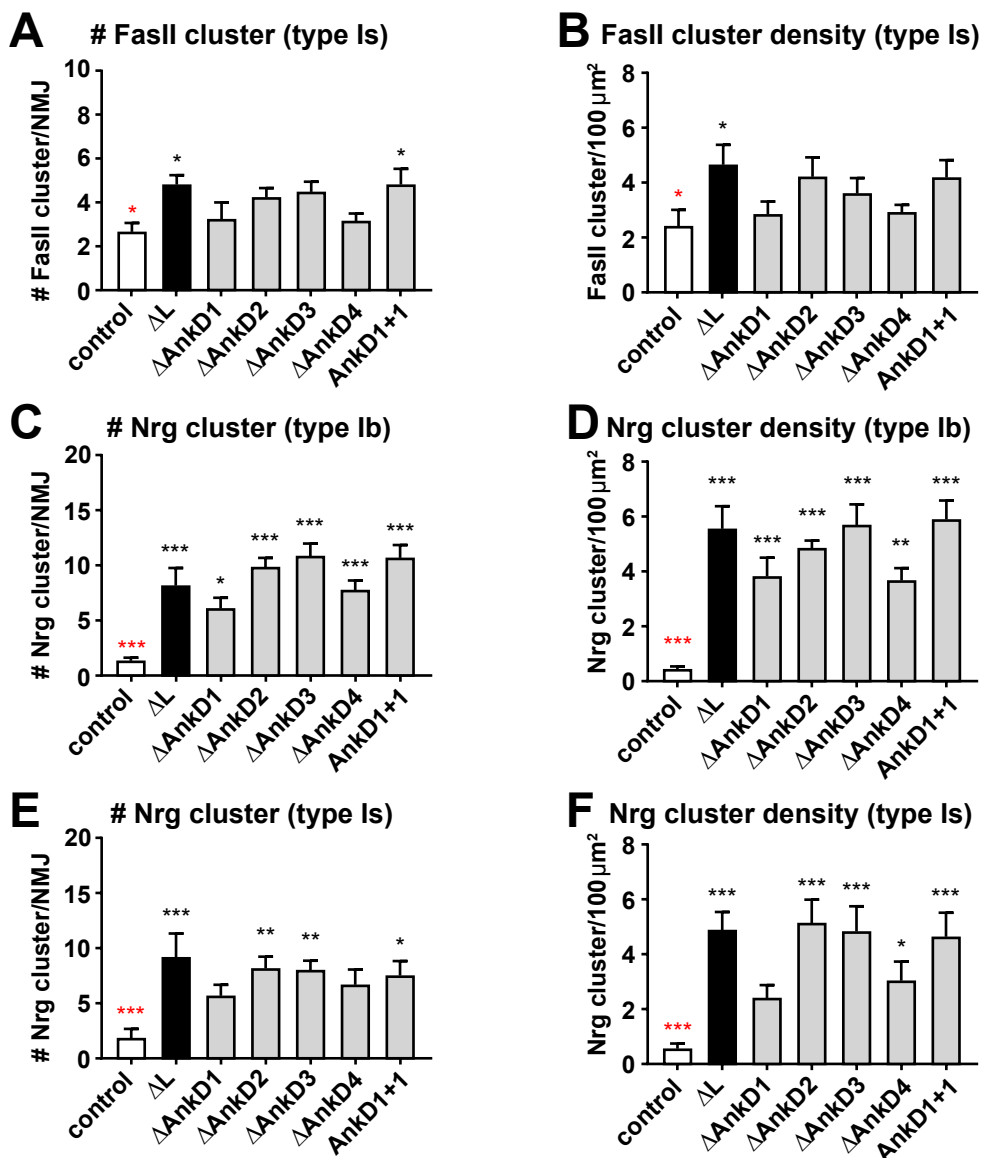 A # FasII cluster (type Is)
# FasII cluster/NMJ
10
8
6
4
2
0
*
*
*
control
ΔL
ΔAnkD1
ΔAnkD2
ΔAnkD3
ΔAnkD4
AnkD1+1
B FasII cluster density (type Is)
FasII cluster/100 µm²
8
6
4
2
0
*
*
control
ΔL
ΔAnkD1
ΔAnkD2
ΔAnkD3
ΔAnkD4
AnkD1+1
C # Nrg cluster (type Ib)
# Nrg cluster/NMJ
20
15
10
5
0
***
***
*
***
***
***
***
control
ΔL
ΔAnkD1
ΔAnkD2
ΔAnkD3
ΔAnkD4
AnkD1+1
D Nrg cluster density (type Ib)
Nrg cluster/100 µm²
8
6
4
2
0
***
***
***
***
***
**
***
control
ΔL
ΔAnkD1
ΔAnkD2
ΔAnkD3
ΔAnkD4
AnkD1+1
E # Nrg cluster (type Is)
# Nrg cluster/NMJ
20
15
10
5
0
***
***
**
**
*
control
ΔL
ΔAnkD1
ΔAnkD2
ΔAnkD3
ΔAnkD4
AnkD1+1
F Nrg cluster density (type Is)
Nrg cluster/100 µm²
8
6
4
2
0
***
***
***
***
*
***
control
ΔL
ΔAnkD1
ΔAnkD2
ΔAnkD3
ΔAnkD4
AnkD1+1